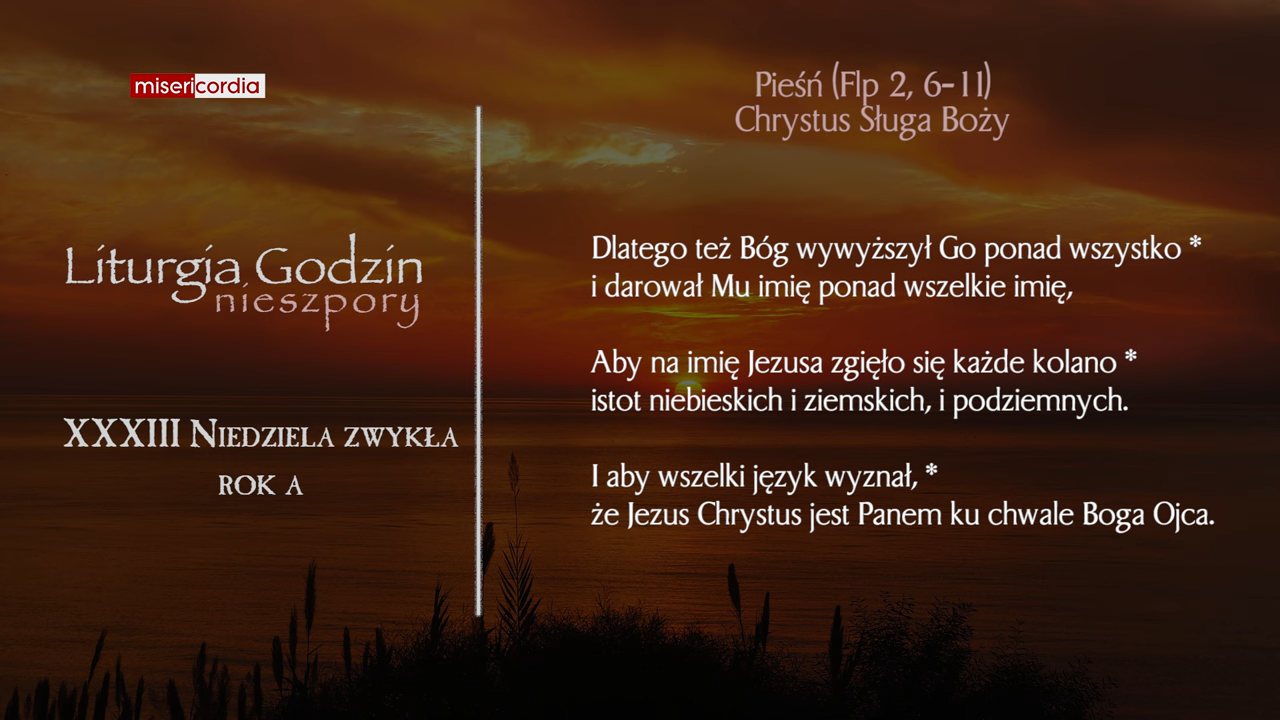 misericordia
Liturgia Godzin
nieszpory
XXXIII Niedziela zwykła
rok A
Pieśń (Flp 2, 6-11)
Chrystus Sługa Boży
Dlatego też Bóg wywyższył Go ponad wszystko *
i darował Mu imię ponad wszelkie imię,
Aby na imię Jezusa zgięło się każde kolano *
istot niebieskich i ziemskich, i podziemnych.
I aby wszelki język wyznał, *
że Jezus Chrystus jest Panem ku chwale Boga Ojca.